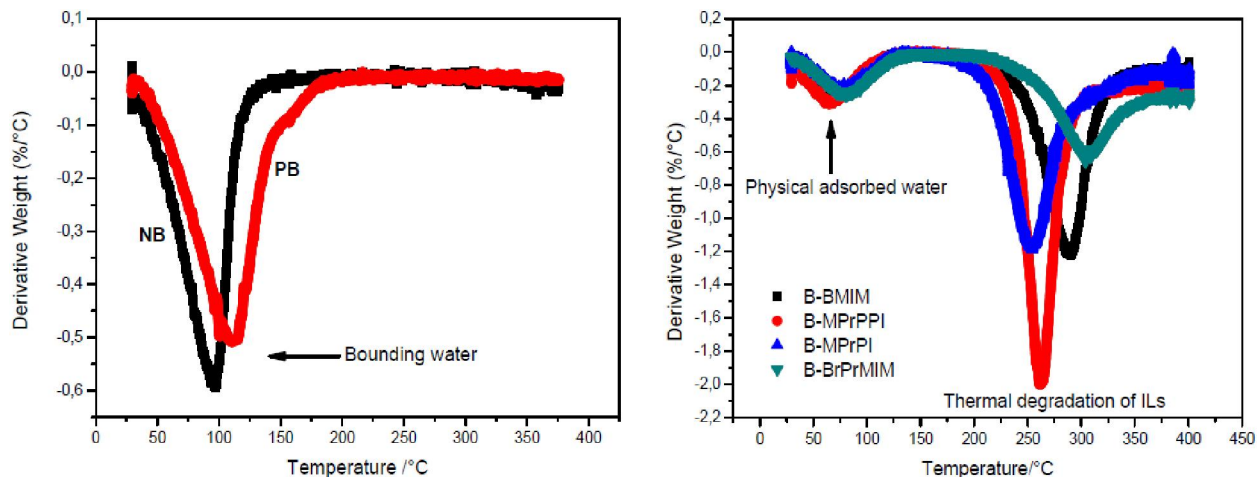 0,1
0,0
-0,1
-0,2
-0,3
-0,4
-0,5
-0,6
Derivative Weight (%/°C)
NB
PB
Bounding water
0 50 100 150 200 250 300 350 400
Temperature /°C
0,2
0,0
-0,2
-0,4
-0,6
-0,8
-1,0
-1,2
-1,4
-1,6
-1,8
-2,0
-2,2
Derivative Weight (%/°C)
Physical adsorbed water
B-BMIM
B-MPrPPI
B-MPrPI
B-BrPrMIM
Thermal degradation of ILs
0 50 100 150 200 250 300 350 400 450
Temperature/°C